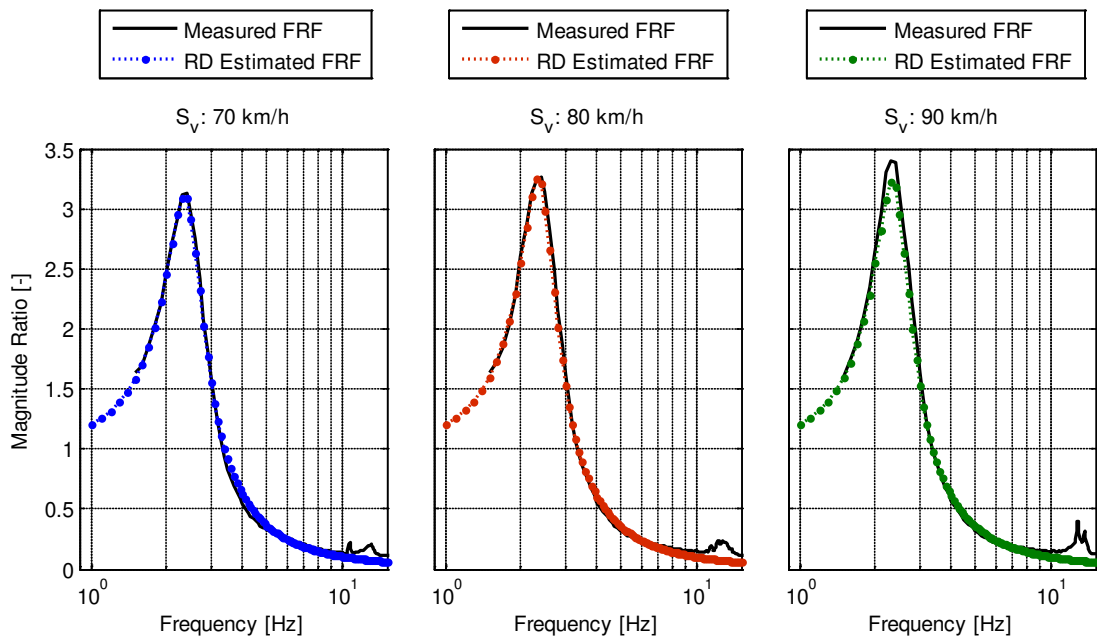 Measured FRF
RD Estimated FRF
Measured FRF
RD Estimated FRF
Measured FRF
RD Estimated FRF
S_v: 70 km/h
S_v: 80 km/h
S_v: 90 km/h
Magnitude Ratio [-]
3.5
3
2.5
2
1.5
1
0.5
0
10^0
10^1
10^0
10^1
10^0
10^1
Frequency [Hz]
Frequency [Hz]
Frequency [Hz]